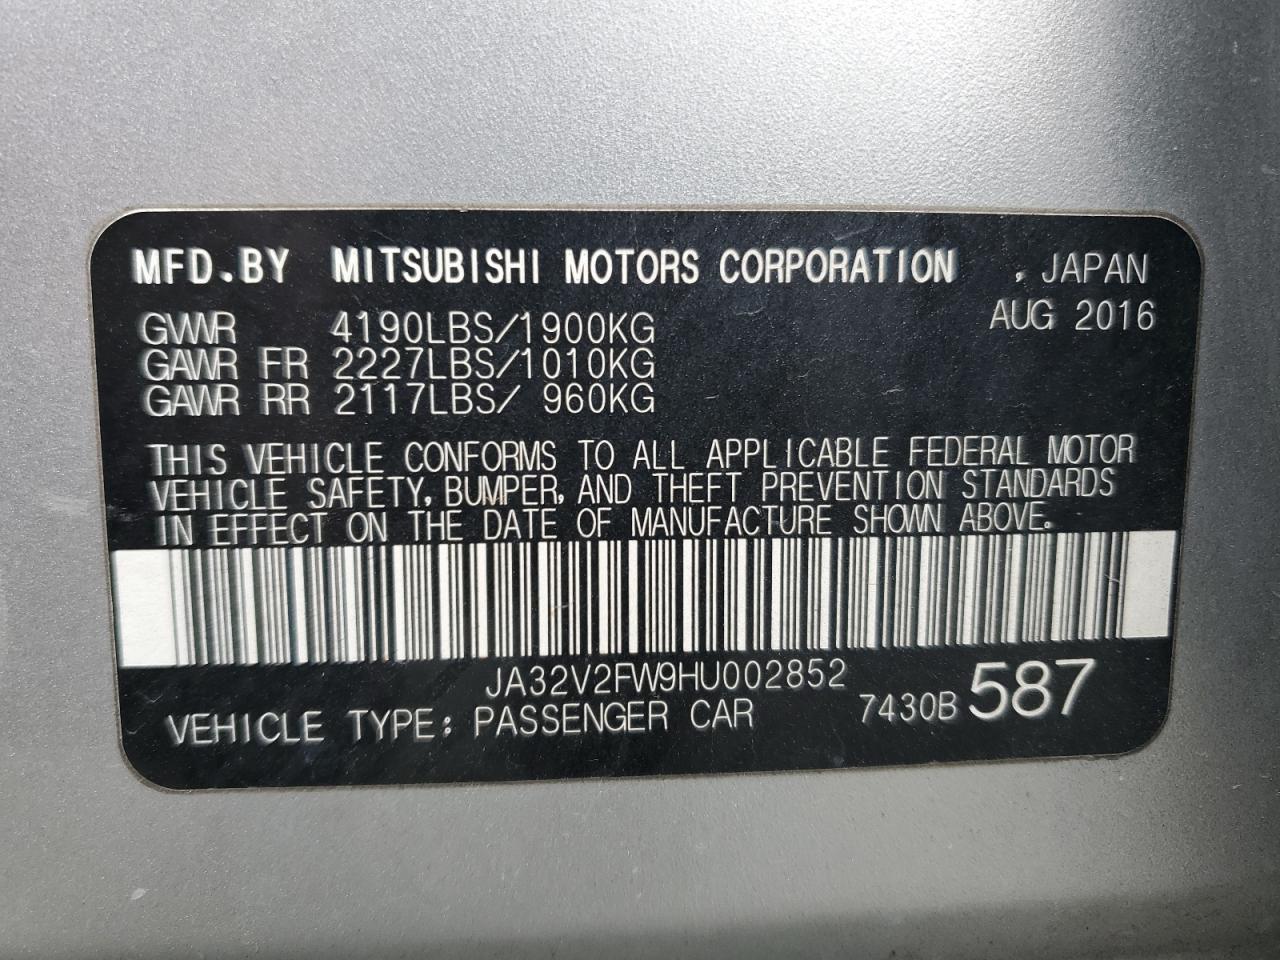 MFD.BY MITSUBISHI MOTORS CORPORATION , JAPAN
AUG 2016
GVWR 4190LBS/1900KG
GAWR FR 2227LBS/1010KG
GAWR RR 2117LBS/ 960KG
THIS VEHICLE CONFORMS TO ALL APPLICABLE FEDERAL MOTOR
VEHICLE SAFETY, BUMPER, AND THEFT PREVENTION STANDARDS
IN EFFECT ON THE DATE OF MANUFACTURE SHOWN ABOVE.
JA32V2FW9HU002852
VEHICLE TYPE: PASSENGER CAR 7430B 587